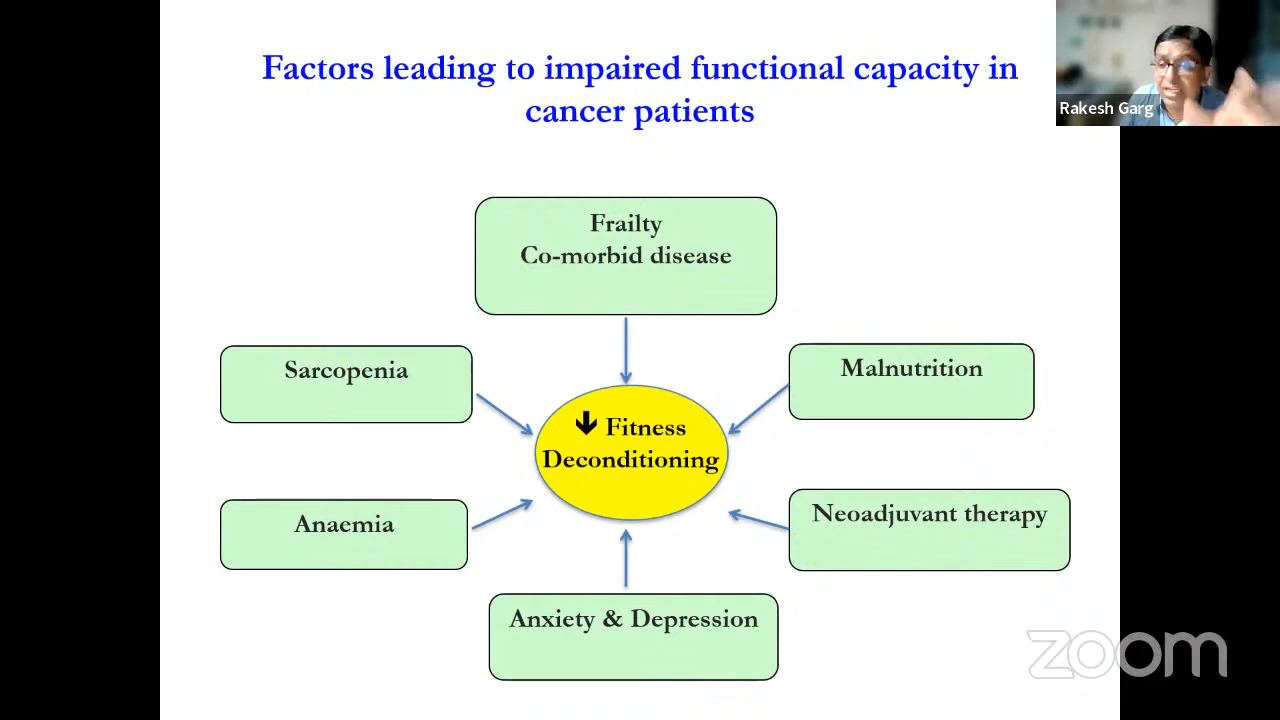 Factors leading to impaired functional capacity in
cancer patients
Rakesh Garg
Frailty
Co-morbid disease
Sarcopenia
Malnutrition
🡇 Fitness
Deconditioning
Anaemia
Neoadjuvant therapy
Anxiety & Depression
zoom